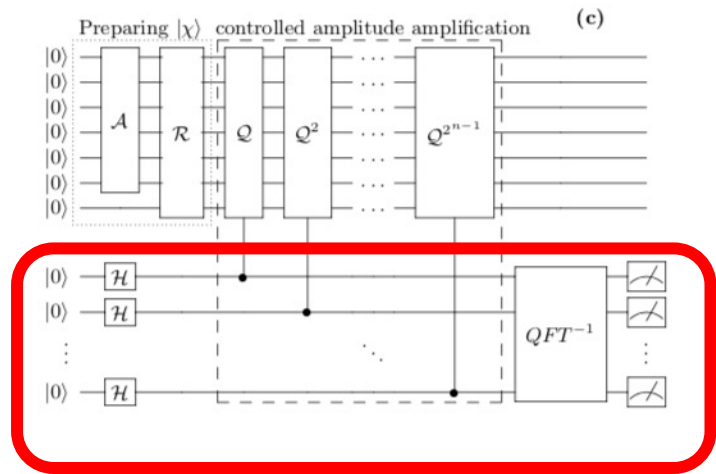 Preparing |χ⟩ controlled amplitude amplification (c)
|0⟩
|0⟩
|0⟩
|0⟩
|0⟩
|0⟩
|0⟩
𝒜 ℛ 𝒬 𝒬² ⋯ 𝒬^{2^{n−1}}
|0⟩ ℋ
|0⟩ ℋ
⋮ ⋱ QFT⁻¹ ⋮
|0⟩ ℋ